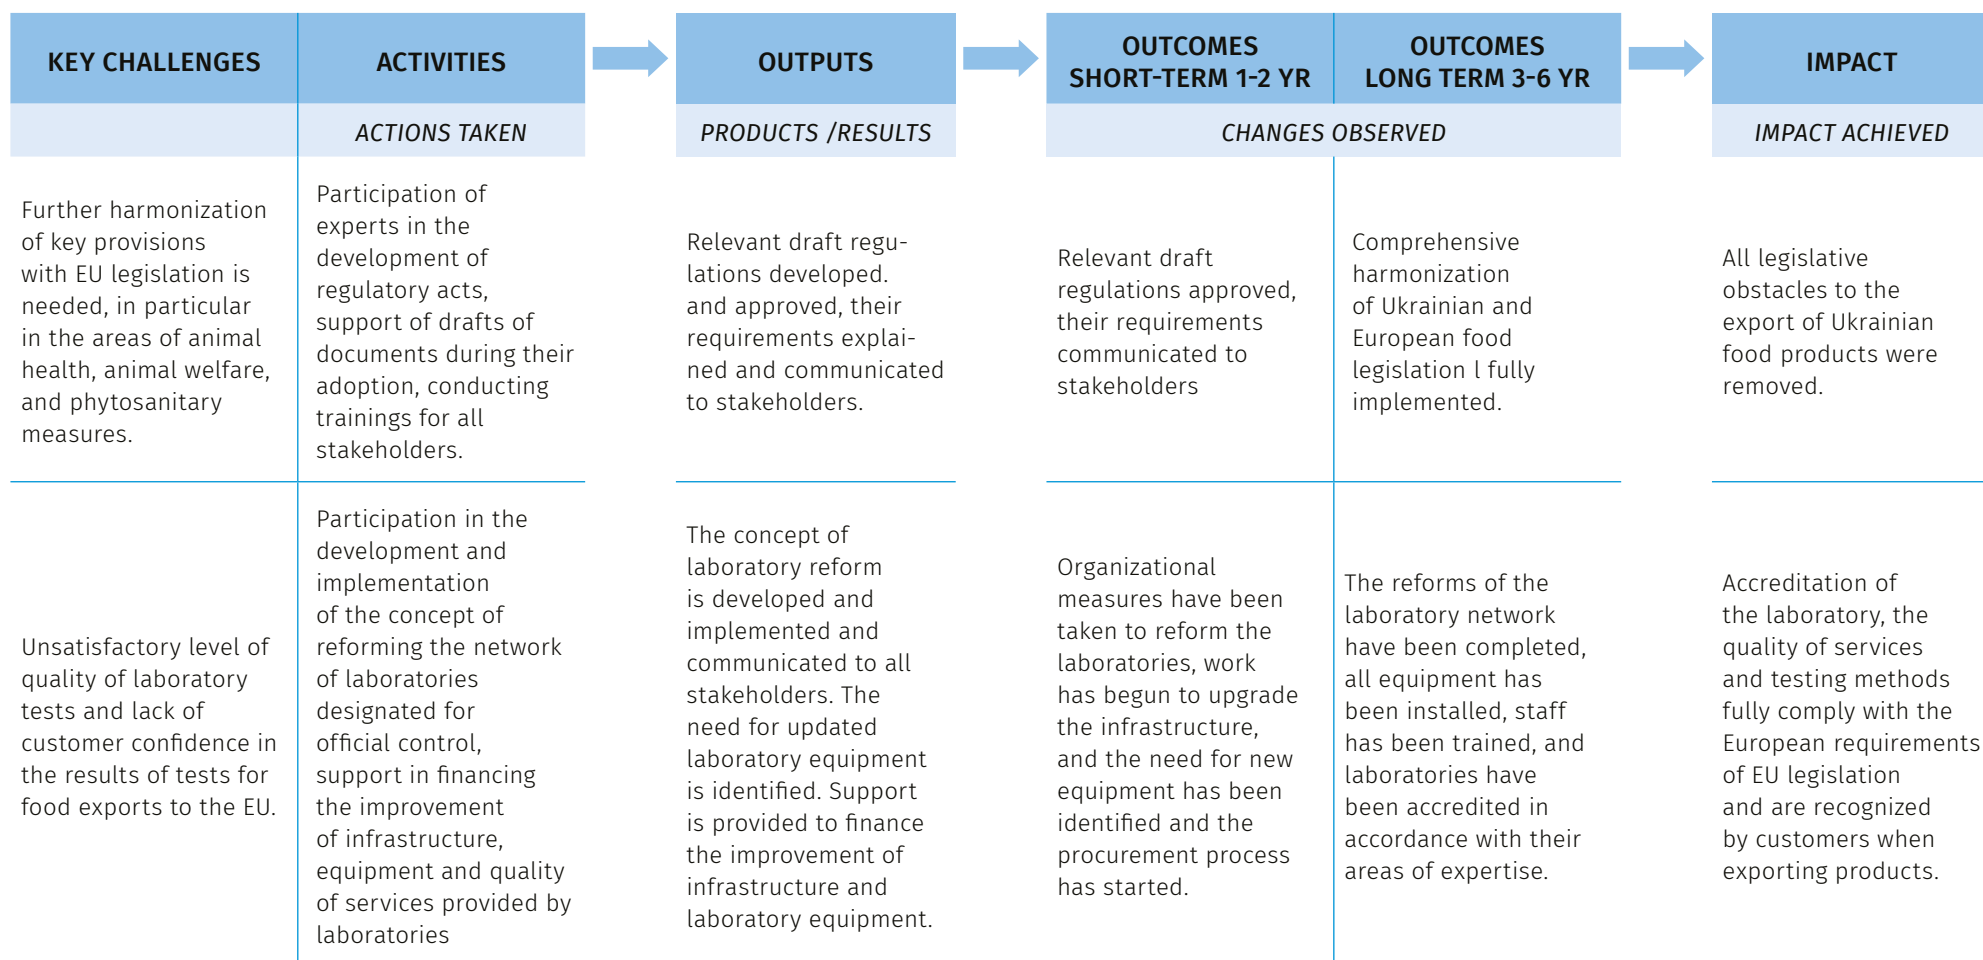 KEY CHALLENGES
ACTIVITIES
OUTPUTS
OUTCOMES
SHORT-TERM 1-2 YR
OUTCOMES
LONG TERM 3-6 YR
IMPACT
ACTIONS TAKEN
PRODUCTS /RESULTS
CHANGES OBSERVED
IMPACT ACHIEVED
Further harmonization
of key provisions
with EU legislation is
needed, in particular
in the areas of animal
health, animal welfare,
and phytosanitary
measures.
Participation of
experts in the
development of
regulatory acts,
support of drafts of
documents during their
adoption, conducting
trainings for all
stakeholders.
Relevant draft regu-
lations developed.
and approved, their
requirements explai-
ned and communicated
to stakeholders.
Relevant draft
regulations approved,
their requirements
communicated to
stakeholders
Comprehensive
harmonization
of Ukrainian and
European food
legislation l fully
implemented.
All legislative
obstacles to the
export of Ukrainian
food products were
removed.
Unsatisfactory level of
quality of laboratory
tests and lack of
customer confidence in
the results of tests for
food exports to the EU.
Participation in the
development and
implementation
of the concept of
reforming the network
of laboratories
designated for
official control,
support in financing
the improvement
of infrastructure,
equipment and quality
of services provided by
laboratories
The concept of
laboratory reform
is developed and
implemented and
communicated to all
stakeholders. The
need for updated
laboratory equipment
is identified. Support
is provided to finance
the improvement of
infrastructure and
laboratory equipment.
Organizational
measures have been
taken to reform the
laboratories, work
has begun to upgrade
the infrastructure,
and the need for new
equipment has been
identified and the
procurement process
has started.
The reforms of the
laboratory network
have been completed,
all equipment has
been installed, staff
has been trained, and
laboratories have
been accredited in
accordance with their
areas of expertise.
Accreditation of
the laboratory, the
quality of services
and testing methods
fully comply with the
European requirements
of EU legislation
and are recognized
by customers when
exporting products.